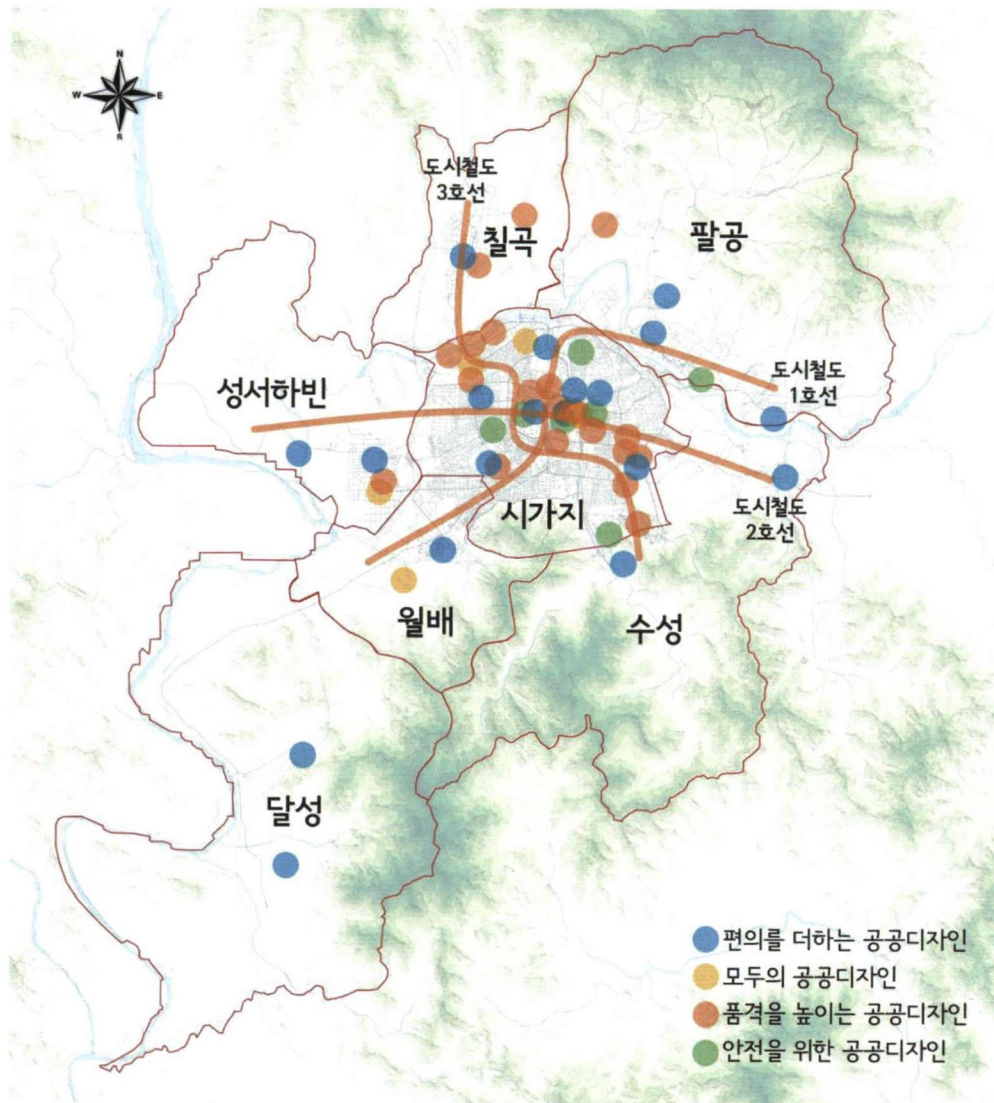 N
W
E
S
도시철도
3호선
칠곡
팔공
성서하빈
도시철도
1호선
시가지
도시철도
2호선
월배
수성
달성
편의를 더하는 공공디자인
모두의 공공디자인
품격을 높이는 공공디자인
안전을 위한 공공디자인